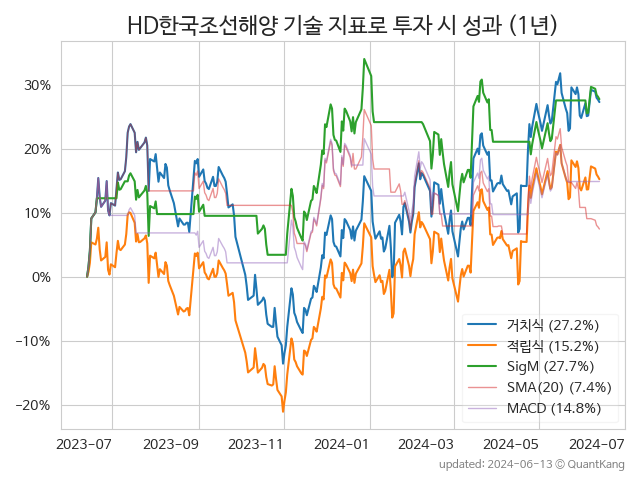 HD한국조선해양 기술 지표로 투자 시 성과 (1년)
30%
20%
10%
0%
−10%
−20%
거치식 (27.2%)
적립식 (15.2%)
SigM (27.7%)
SMA(20) (7.4%)
MACD (14.8%)
2023-07 2023-09 2023-11 2024-01 2024-03 2024-05 2024-07
updated: 2024-06-13 ⓒ QuantKang